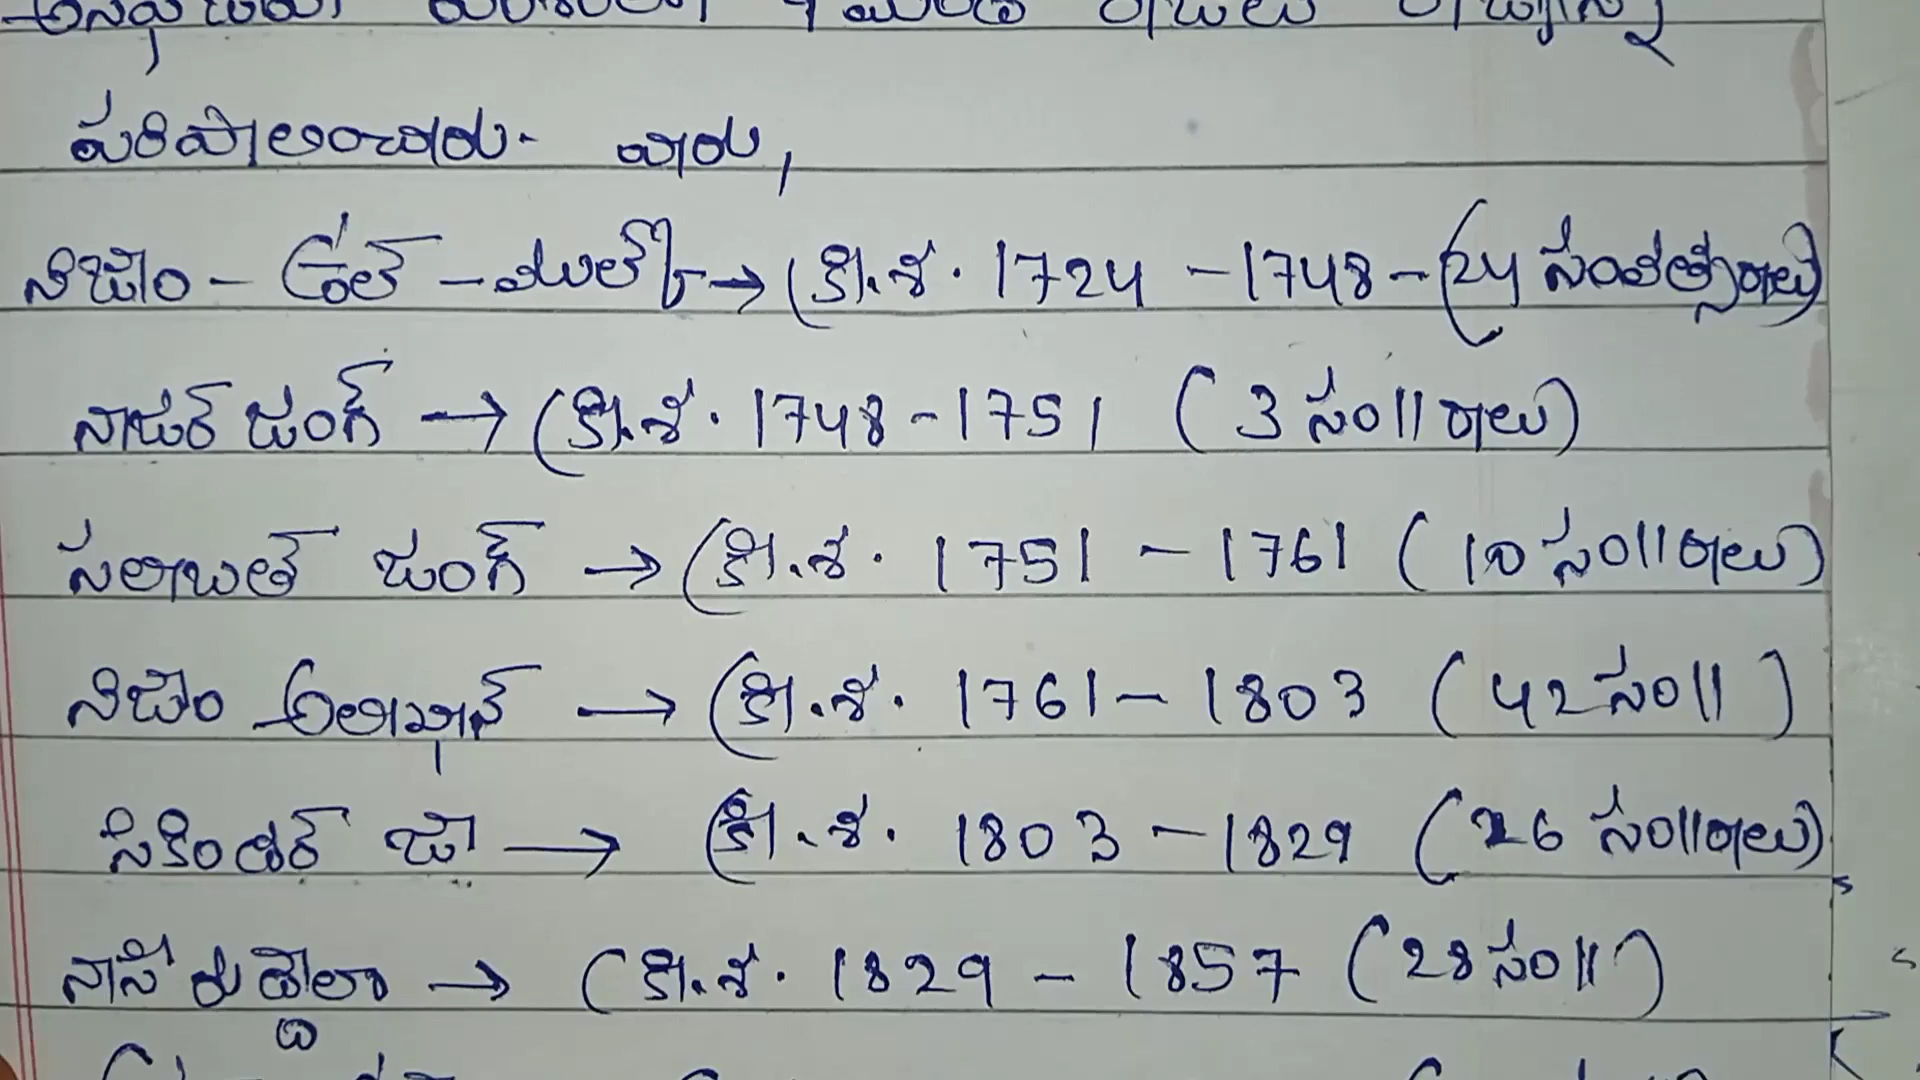 పరిపాలించారు. వారు,
నిజాం - ఉల్ - ముల్క్ → (క్రీ.శ. 1724 - 1748 - (24 సంవత్సరాలు)
నాజర్ జంగ్ → (క్రీ.శ. 1748 - 1751 ( 3 సం॥రాలు)
సలాబత్ జంగ్ → (క్రీ.శ. 1751 - 1761 ( 10 సం॥రాలు)
నిజాం అలీఖాన్ → (క్రీ.శ. 1761 - 1803 ( 42 సం॥ )
సికిందర్ జా → (క్రీ.శ. 1803 - 1829 ( 26 సం॥రాలు)
నాసిరుద్దౌలా → (క్రీ.శ. 1829 - 1857 ( 28 సం॥)